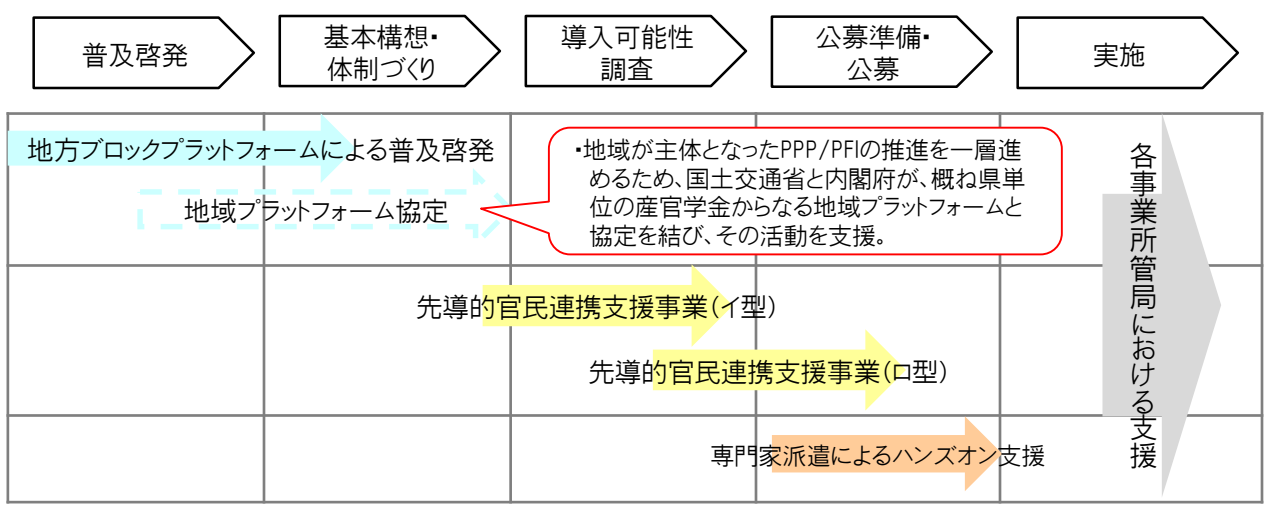 普及啓発
基本構想・
体制づくり
導入可能性
調査
公募準備・
公募
実施
地方ブロックプラットフォームによる普及啓発
地域プラットフォーム協定
・地域が主体となったPPP/PFIの推進を一層進
めるため、国土交通省と内閣府が、概ね県単
位の産官学金からなる地域プラットフォームと
協定を結び、その活動を支援。
先導的官民連携支援事業(イ型)
先導的官民連携支援事業(ロ型)
専門家派遣によるハンズオン支援
各事業所管局における支援